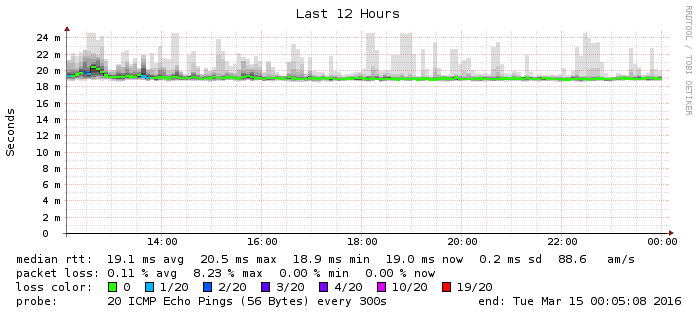 Last 12 Hours
RRDTOOL / TOBI OETIKER
Seconds
24 m
22 m
20 m
18 m
16 m
14 m
12 m
10 m
8 m
6 m
4 m
2 m
0
14:00 16:00 18:00 20:00 22:00 00:00
median rtt: 19.1 ms avg 20.5 ms max 18.9 ms min 19.0 ms now 0.2 ms sd 88.6 am/s
packet loss: 0.11 % avg 8.23 % max 0.00 % min 0.00 % now
loss color: 0 1/20 2/20 3/20 4/20 10/20 19/20
probe: 20 ICMP Echo Pings (56 Bytes) every 300s end: Tue Mar 15 00:05:08 2016